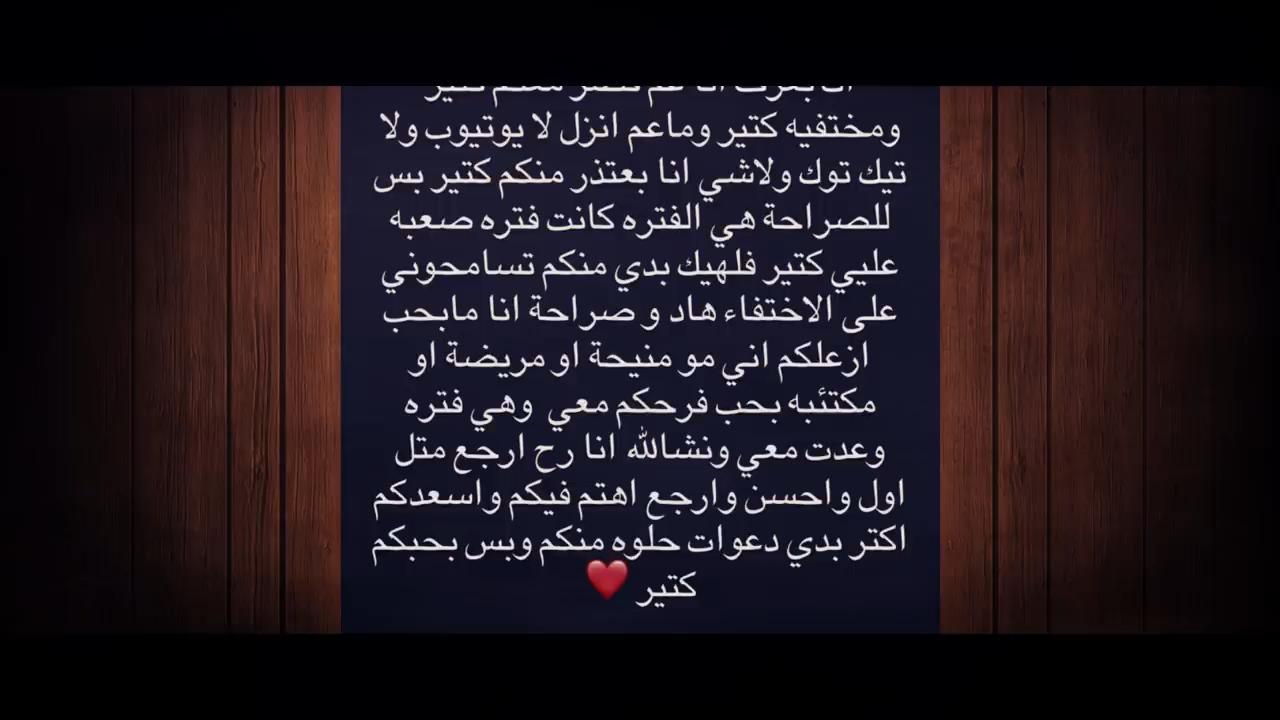 ومختفيه كتير وماعم انزل لا يوتيوب ولا
تيك توك ولاشي انا بعتذر منكم كتير بس
للصراحة هي الفتره كانت فتره صعبه
عليي كتير فلهيك بدي منكم تسامحوني
على الاختفاء هاد و صراحة انا مابحب
ازعلكم اني مو منيحة او مريضة او
مكتئبه بحب فرحكم معي وهي فتره
وعدت معي ونشالله انا رح ارجع متل
اول واحسن وارجع اهتم فيكم واسعدكم
اكتر بدي دعوات حلوه منكم وبس بحبكم
كتير ❤️